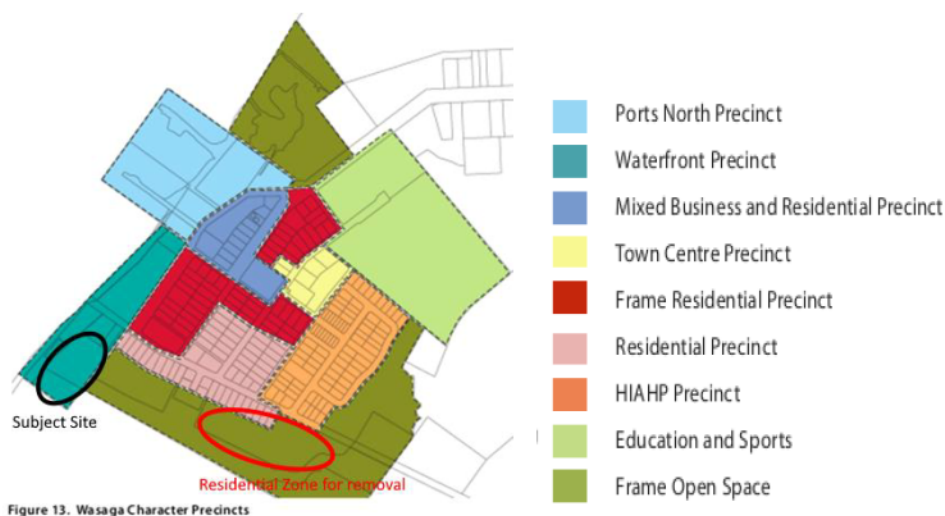 Ports North Precinct
Waterfront Precinct
Mixed Business and Residential Precinct
Town Centre Precinct
Frame Residential Precinct
Residential Precinct
HIAHP Precinct
Education and Sports
Frame Open Space
Subject Site
Residential Zone for removal
Figure 13. Wasaga Character Precincts